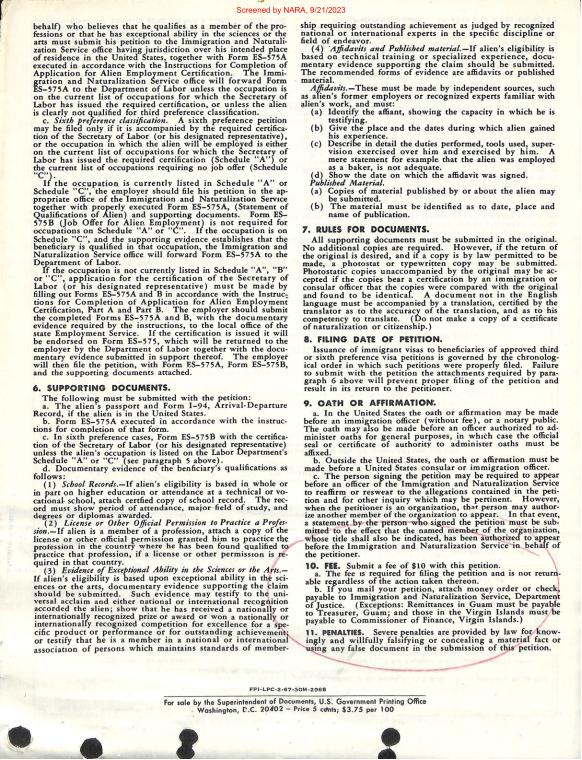 Screened by NARA, 9/21/2023
behalf) who believes that he qualifies as a member of the pro-
fessions or that he has exceptional ability in the sciences or the
arts must submit his petition to the Immigration and Naturali-
zation Service office having jurisdiction over his intended place
of residence in the United States, together with Form ES–575A
executed in accordance with the Instructions for Completion of
Application for Alien Employment Certification. The Immi-
gration and Naturalization Service office will forward Form
ES–575A to the Department of Labor unless the occupation is
on the current list of occupations for which the Secretary of
Labor has issued the required certification, or unless the alien
is clearly not qualified for third preference classification.
c. Sixth preference classification. A sixth preference petition
may be filed only if it is accompanied by the required certifica-
tion of the Secretary of Labor (or his designated representative),
or the occupation in which the alien will be employed is either
on the current list of occupations for which the Secretary of
Labor has issued the required certification (Schedule "A") or
the current list of occupations requiring no job offer (Schedule
"C").
If the occupation is currently listed in Schedule "A" or
Schedule "C", the employer should file his petition in the ap-
propriate office of the Immigration and Naturalization Service
together with properly executed Form ES–575A, (Statement of
Qualifications of Alien) and supporting documents. Form ES–
575B (Job Offer for Alien Employment) is not required for
occupations on Schedule "A" or "C". If the occupation is on
Schedule "C", and the supporting evidence establishes that the
beneficiary is qualified in that occupation, the Immigration and
Naturalization Service office will forward Form ES–575A to the
Department of Labor.
If the occupation is not currently listed in Schedule "A", "B"
or "C", application for the certification of the Secretary of
Labor (or his designated representative) must be made by
filling out Forms ES–575A and B in accordance with the Instruc-
tions for Completion of Application for Alien Employment
Certification, Part A and Part B. The employer should submit
the completed Forms ES–575A and B, with the documentary
evidence required by the instructions, to the local office of the
state Employment Service. If the certification is issued it will
be endorsed on Form ES–575, which will be returned to the
employer by the Department of Labor together with the docu-
mentary evidence submitted in support thereof. The employer
will then file the petition, with Form ES–575A, Form ES–575B,
and the supporting documents attached.
6. SUPPORTING DOCUMENTS.
The following must be submitted with the petition:
a. The alien's passport and Form I–94, Arrival-Departure
Record, if the alien is in the United States.
b. Form ES–575A executed in accordance with the instruc-
tions for completion of that form.
c. In sixth preference cases, Form ES–575B with the certifica-
tion of the Secretary of Labor (or his designated representative)
unless the alien's occupation is listed on the Labor Department's
Schedule "A" or "C" (see paragraph 5 above).
d. Documentary evidence of the benficiary's qualifications as
follows:
(1) School Records.—If alien's eligibility is based in whole or
in part on higher education or attendance at a technical or vo-
cational school, attach certified copy of school record. The rec-
ord must show period of attendance, major field of study, and
degrees or diplomas awarded.
(2) License or Other Official Permission to Practice a Profes-
sion.—If alien is a member of a profession, attach a copy of the
license or other official permission granted him to practice the
profession in the country where he has been found qualified to
practice that profession, if a license or other permission is re-
quired in that country.
(3) Evidence of Exceptional Ability in the Sciences or the Arts.—
If alien's eligibility is based upon exceptional ability in the sci-
ences or the arts, documentary evidence supporting the claim
should be submitted. Such evidence may testify to the uni-
versal acclaim and either national or international recognition
accorded the alien; show that he has received a nationally or
internationally recognized prize or award or won a nationally or
internationally recognized competition for excellence for a spe-
cific product or performance or for outstanding achievement;
or testify that he is a member in a national or international
association of persons which maintains standards of member-
ship requiring outstanding achievement as judged by recognized
national or international experts in the specific discipline or
field of endeavor.
(4) Affidavits and Published material.—If alien's eligibility is
based on technical training or specialized experience, docu-
mentary evidence supporting the claim should be submitted.
The recommended forms of evidence are affidavits or published
material.
Affidavits.—These must be made by independent sources, such
as alien's former employers or recognized experts familiar with
alien's work, and must:
(a) Identify the affiant, showing the capacity in which he is
testifying.
(b) Give the place and the dates during which alien gained
his experience.
(c) Describe in detail the duties performed, tools used, super-
vision exercised over him and exercised by him. A
mere statement for example that the alien was employed
as a baker, is not adequate.
(d) Show the date on which the affidavit was signed.
Published Material.
(a) Copies of material published by or about the alien may
be submitted.
(b) The material must be identified as to date, place and
name of publication.
7. RULES FOR DOCUMENTS.
All supporting documents must be submitted in the original.
No additional copies are required. However, if the return of
the original is desired, and if a copy is by law permitted to be
made, a photostat or typewritten copy may be submitted.
Photostatic copies unaccompanied by the original may be ac-
cepted if the copies bear a certification by an immigration or
consular officer that the copies were compared with the original
and found to be identical. A document not in the English
language must be accompanied by a translation, certified by the
translator as to the accuracy of the translation, and as to his
competency to translate. (Do not make a copy of a certificate
of naturalization or citizenship.)
8. FILING DATE OF PETITION.
Issuance of immigrant visas to beneficiaries of approved third
or sixth preference visa petitions is governed by the chronolog-
ical order in which such petitions were properly filed. Failure
to submit with the petition the attachments required by para-
graph 6 above will prevent proper filing of the petition and
result in its return to the petitioner.
9. OATH OR AFFIRMATION.
a. In the United States the oath or affirmation may be made
before an immigration officer (without fee), or a notary public.
The oath may also be made before an officer authorized to ad-
minister oaths for general purposes, in which case the official
seal or certificate of authority to administer oaths must be
affixed.
b. Outside the United States, the oath or affirmation must be
made before a United States consular or immigration officer.
c. The person signing the petition may be required to appear
before an officer of the Immigration and Naturalization Service
to reaffirm or reswear to the allegations contained in the peti-
tion and for other inquiry which may be pertinent. However,
when the petitioner is an organization, that person may author-
ize another member of the organization to appear. In that event,
a statement by the person who signed the petition must be sub-
mitted to the effect that the named member of the organization,
whose title shall also be indicated, has been authorized to appear
before the Immigration and Naturalization Service in behalf of
the petitioner.
10. FEE. Submit a fee of $10 with this petition.
a. The fee is required for filing the petition and is not return-
able regardless of the action taken thereon.
b. If you mail your petition, attach money order or check,
payable to Immigration and Naturalization Service, Department
of Justice. (Exceptions: Remittances in Guam must be payable
to Treasurer, Guam; and those in the Virgin Islands must be
payable to Commissioner of Finance, Virgin Islands.)
11. PENALTIES. Severe penalties are provided by law for know-
ingly and willfully falsifying or concealing a material fact or
using any false document in the submission of this petition.
FPI-LPC-2-67-50M-2968
For sale by the Superintendent of Documents, U.S. Government Printing Office
Washington, D.C. 20402 - Price 5 cents; $3.75 per 100